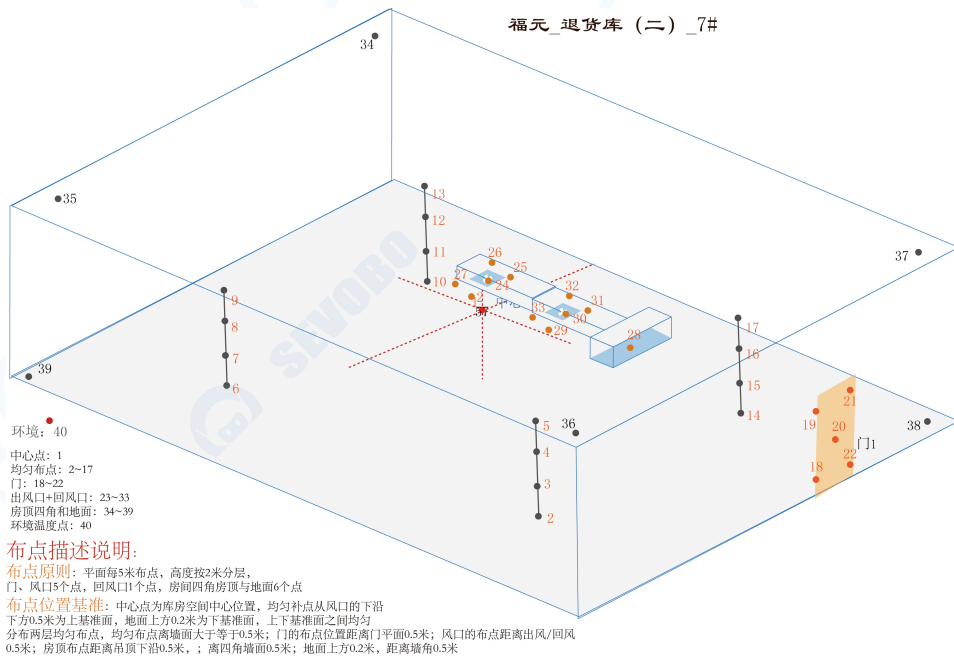 福元_退货库（二）_7#
34
35
37
13
12
11
10
26
25
27
24
32
31
33
30
29
28
中心
9
8
7
6
17
16
15
14
39
36
5
4
3
2
38
21
19
20
门1
22
18
SEVOBO
环境：40
中心点：1
均匀布点：2~17
门：18~22
出风口+回风口：23~33
房顶四角和地面：34~39
环境温度点：40
布点描述说明:
布点原则：平面每5米布点，高度按2米分层，
门、风口5个点，回风口1个点，房间四角房顶与地面6个点
布点位置基准：中心点为库房空间中心位置，均匀补点从风口的下沿
下方0.5米为上基准面，地面上方0.2米为下基准面，上下基准面之间均匀
分布两层均匀布点，均匀布点离墙面大于等于0.5米；门的布点位置距离门平面0.5米；风口的布点距离出风/回风
0.5米；房顶布点距离吊顶下沿0.5米，；离四角墙面0.5米；地面上方0.2米，距离墙角0.5米